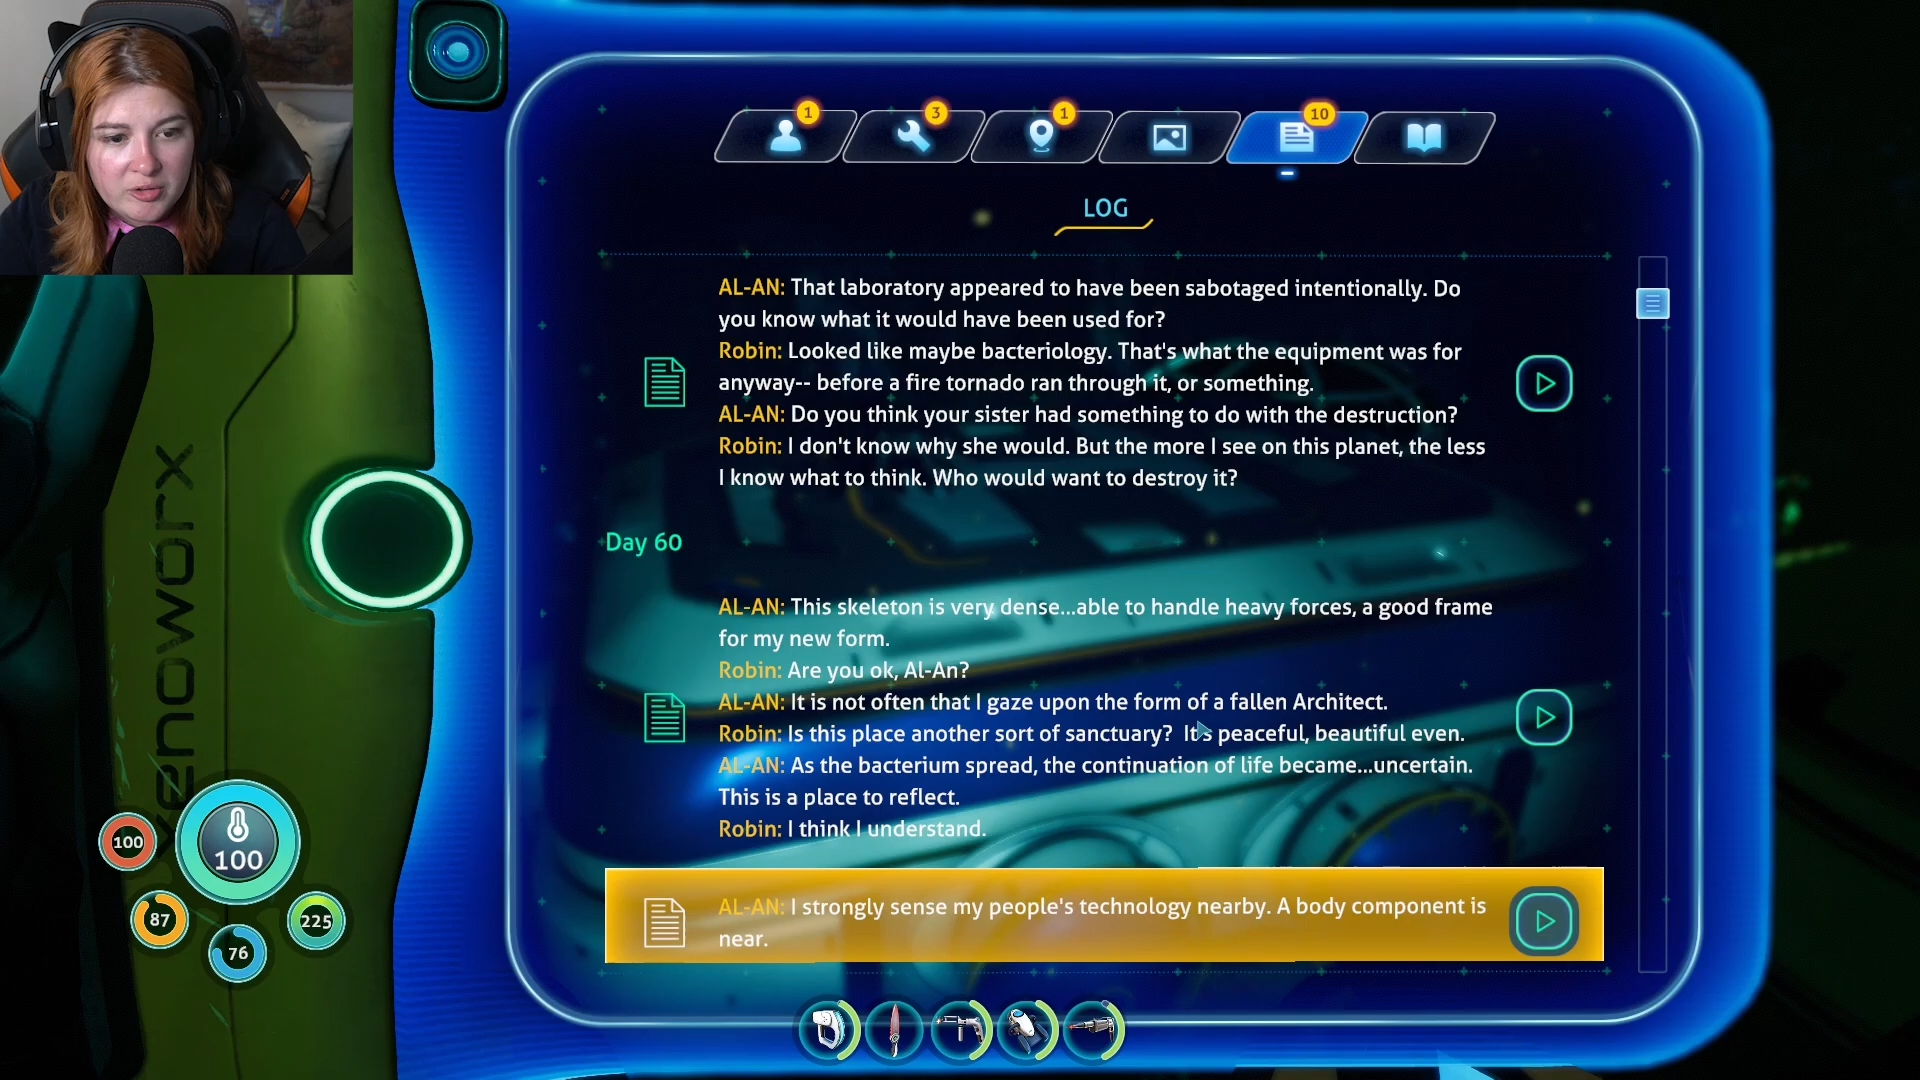 1
3
1
10
LOG
AL-AN: That laboratory appeared to have been sabotaged intentionally. Do
you know what it would have been used for?
Robin: Looked like maybe bacteriology. That's what the equipment was for
anyway-- before a fire tornado ran through it, or something.
AL-AN: Do you think your sister had something to do with the destruction?
Robin: I don't know why she would. But the more I see on this planet, the less
I know what to think. Who would want to destroy it?
Day 60
AL-AN: This skeleton is very dense...able to handle heavy forces, a good frame
for my new form.
Robin: Are you ok, Al-An?
AL-AN: It is not often that I gaze upon the form of a fallen Architect.
Robin: Is this place another sort of sanctuary? It's peaceful, beautiful even.
AL-AN: As the bacterium spread, the continuation of life became...uncertain.
This is a place to reflect.
Robin: I think I understand.
AL-AN: I strongly sense my people's technology nearby. A body component is
near.
xenoworx
100
100
87
225
76